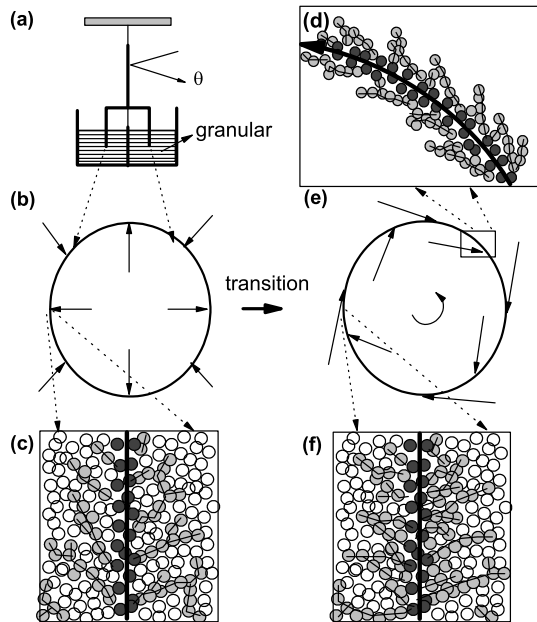 (a)
θ
granular
(b)
transition
(c)
(d)
(e)
(f)